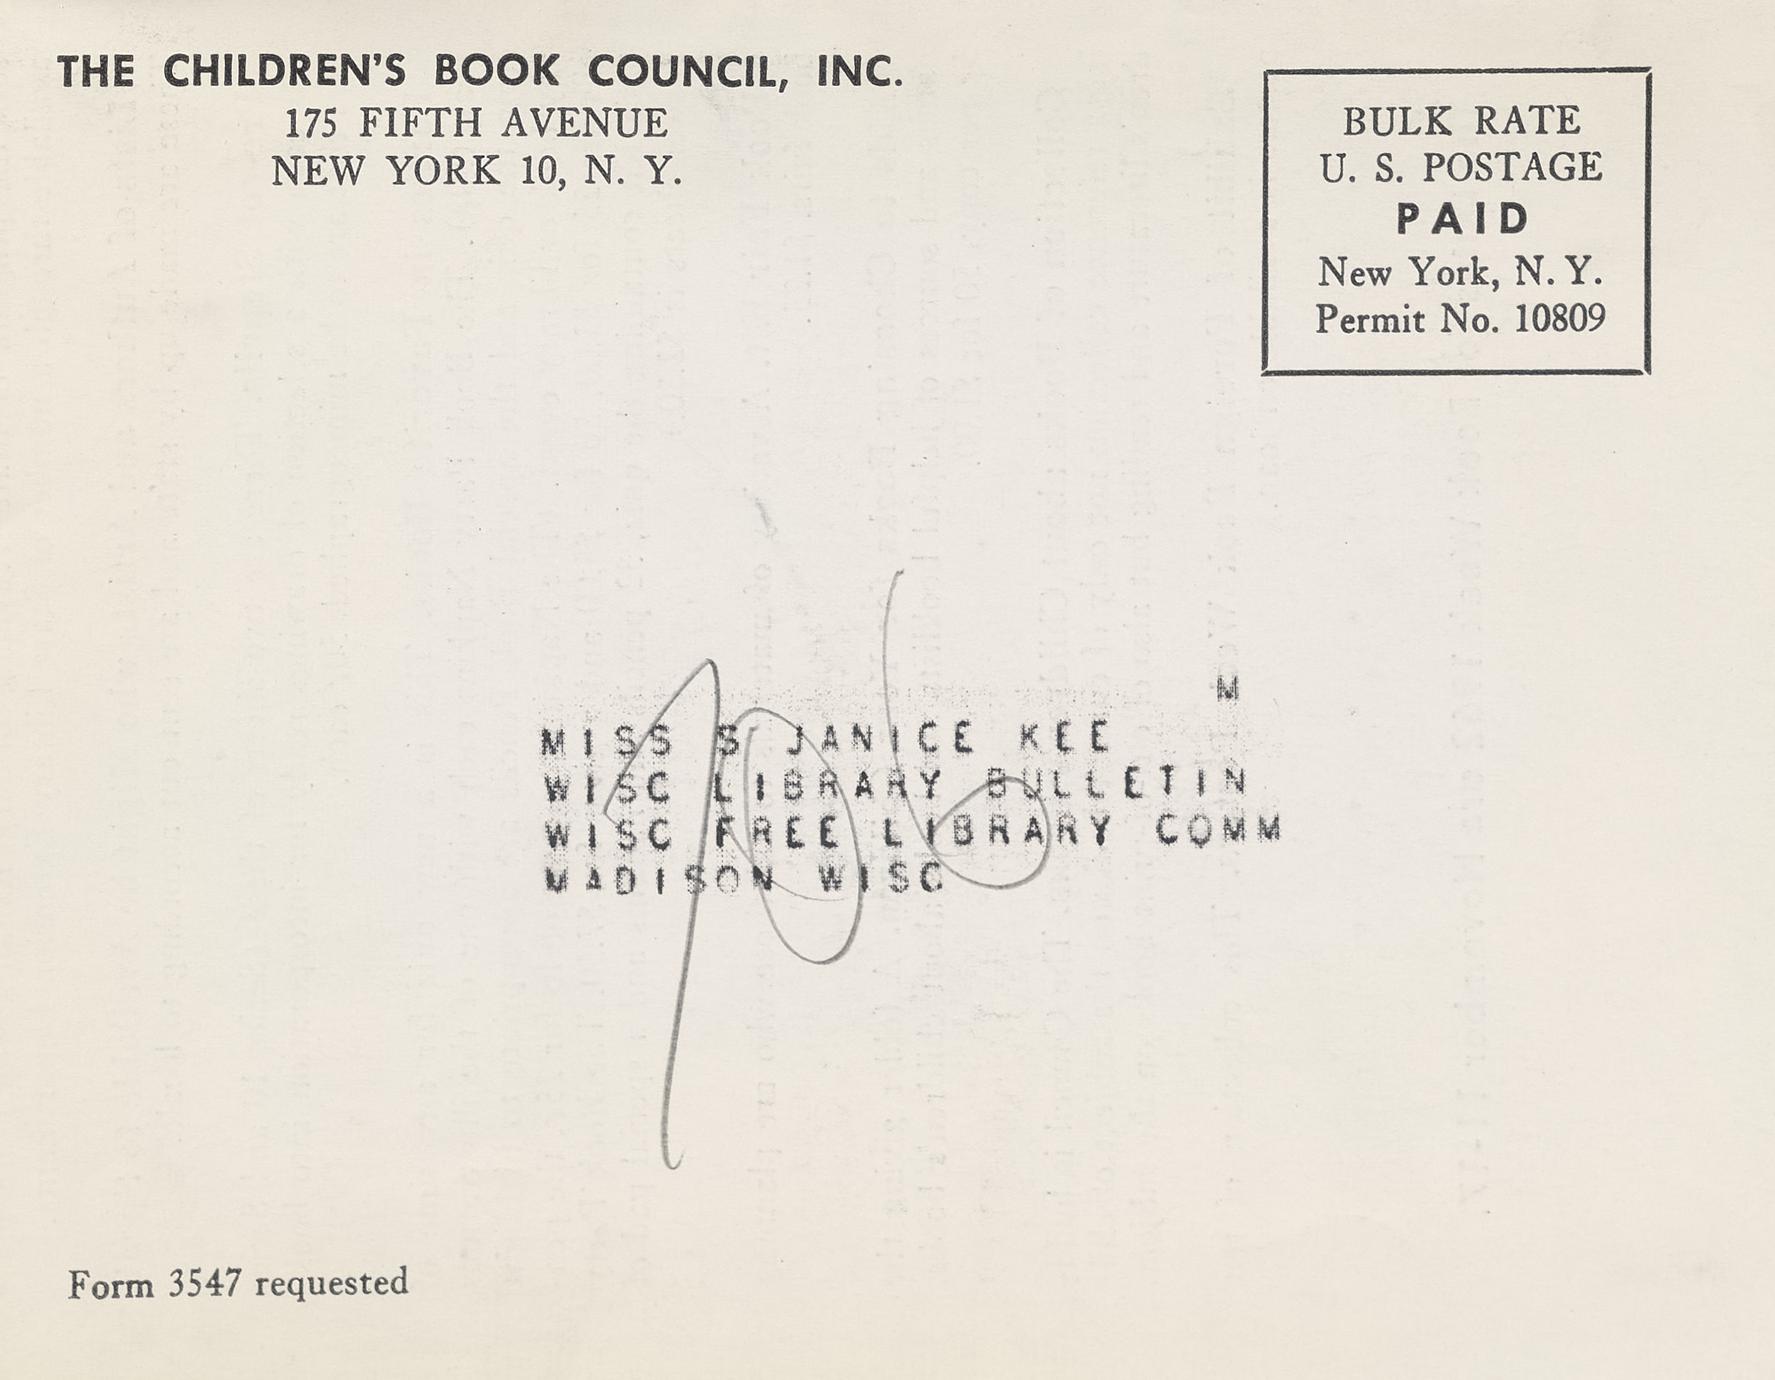 THE CHILDREN'S BOOK COUNCIL, INC.
175 FIFTH AVENUE
NEW YORK 10, N. Y.
BULK RATE
U. S. POSTAGE
PAID
New York, N. Y.
Permit No. 10809
M
MISS S JANICE KEE
WISC LIBRARY BULLETIN
WISC FREE LIBRARY COMM
MADISON WISC
Form 3547 requested